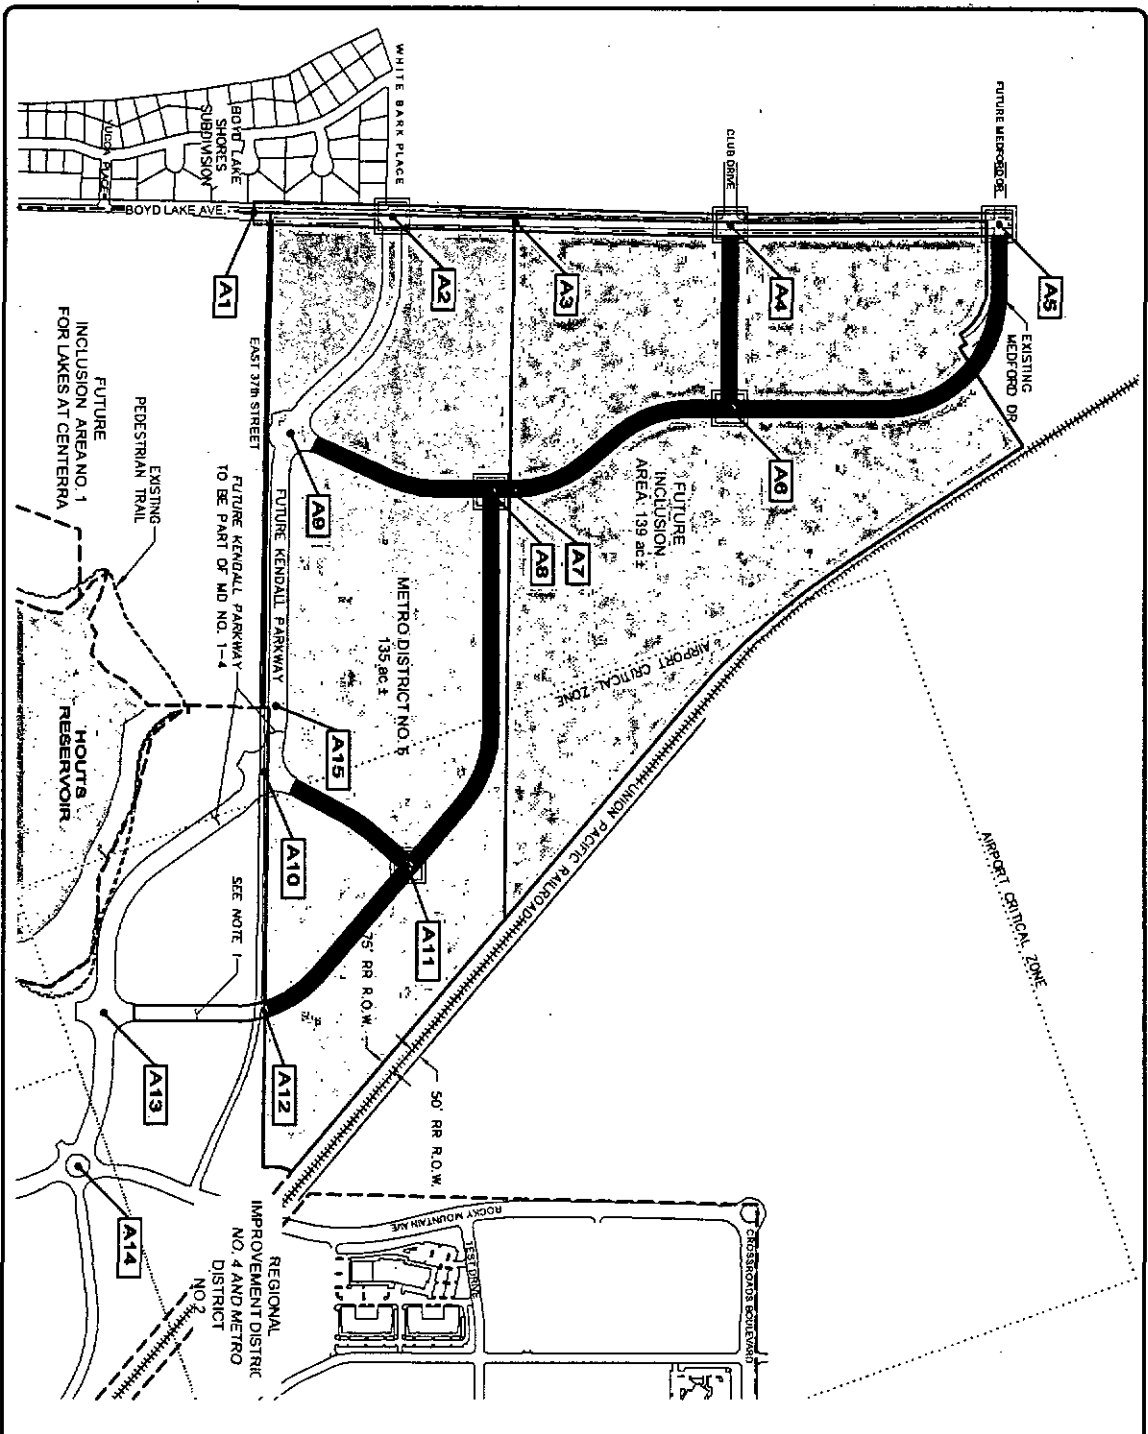 WHITE BARK PLACE
BOYD LAKE
SHORES
SUBDIVISION
YUCCA PLACE
BOYD LAKE AVE.
CLUB DRIVE
FUTURE MEDFORD DR.
EXISTING
MEDFORD DR
A1
A2
A3
A4
A5
A6
A7
A8
A9
A10
A11
A12
A13
A14
A15
EAST 37th STREET
FUTURE KENDALL PARKWAY
FUTURE KENDALL PARKWAY
TO BE PART OF MD NO. 1-4
FUTURE
INCLUSION
AREA: 139 ac±
METRO DISTRICT NO. 5
135 ac ±
AIRPORT CRITICAL ZONE
AIRPORT CRITICAL ZONE
UNION PACIFIC RAILROAD
EXISTING
PEDESTRIAN TRAIL
FUTURE
INCLUSION AREA NO. 1
FOR LAKES AT CENTERRA
HOUTS
RESERVOIR
SEE NOTE 1
75' RR R.O.W.
50' RR R.O.W.
REGIONAL
IMPROVEMENT DISTRIC
NO. 4 AND METRO
DISTRICT
NO.2
ROCKY MOUNTAIN AVE
TEST DRIVE
CROSSROADS BOULEVARD